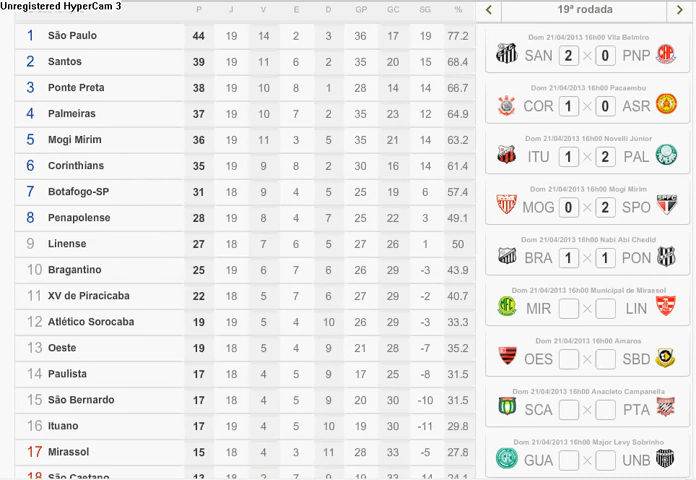 Unregistered HyperCam 3
P J V E D GP GC SG %
1 São Paulo 44 19 14 2 3 36 17 19 77.2
2 Santos 39 19 11 6 2 35 20 15 68.4
3 Ponte Preta 38 19 10 8 1 28 14 14 66.7
4 Palmeiras 37 19 10 7 2 35 23 12 64.9
5 Mogi Mirim 36 19 11 3 5 35 21 14 63.2
6 Corinthians 35 19 9 8 2 30 16 14 61.4
7 Botafogo-SP 31 18 9 4 5 25 19 6 57.4
8 Penapolense 28 19 8 4 7 25 22 3 49.1
9 Linense 27 18 7 6 5 27 26 1 50
10 Bragantino 25 19 6 7 6 26 29 -3 43.9
11 XV de Piracicaba 22 18 5 7 6 27 29 -2 40.7
12 Atlético Sorocaba 19 19 5 4 10 26 29 -3 33.3
13 Oeste 19 18 5 4 9 21 28 -7 35.2
14 Paulista 17 18 4 5 9 17 25 -8 31.5
15 São Bernardo 17 18 4 5 9 20 30 -10 31.5
16 Ituano 17 19 4 5 10 19 30 -11 29.8
17 Mirassol 15 18 4 3 11 28 33 -5 27.8
18 São Caetano 13 18 2 7 9 19 33 -14 24.1
19ª rodada
Dom 21/04/2013 16h00 Vila Belmiro
SAN 2 × 0 PNP
Dom 21/04/2013 16h00 Pacaembu
COR 1 × 0 ASR
Dom 21/04/2013 16h00 Novelli Júnior
ITU 1 × 2 PAL
Dom 21/04/2013 16h00 Mogi Mirim
MOG 0 × 2 SPO
Dom 21/04/2013 16h00 Nabi Abi Chedid
BRA 1 × 1 PON
Dom 21/04/2013 16h00 Municipal de Mirassol
MIR × LIN
Dom 21/04/2013 16h00 Amaros
OES × SBD
Dom 21/04/2013 16h00 Anacleto Campanella
SCA × PTA
Dom 21/04/2013 16h00 Major Levy Sobrinho
GUA × UNB